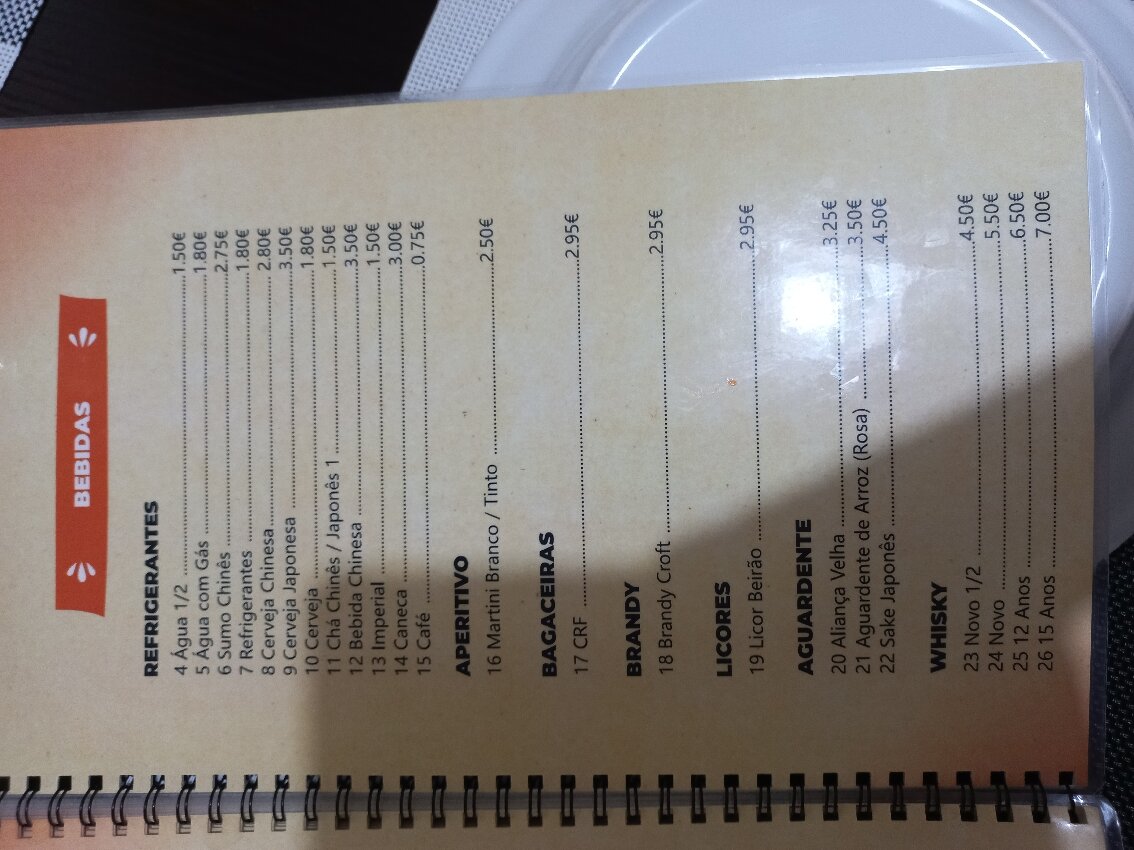 BEBIDAS
REFRIGERANTES
4 Água 1/2 ........ 1.50€
5 Água com Gás ........ 1.80€
6 Sumo Chinês ........ 2.75€
7 Refrigerantes ........ 1.80€
8 Cerveja Chinesa ........ 2.80€
9 Cerveja Japonesa ........ 3.50€
10 Cerveja ........ 1.80€
11 Chá Chinês / Japonês 1 ........ 1.50€
12 Bebida Chinesa ........ 3.50€
13 Imperial ........ 1.50€
14 Caneca ........ 3.00€
15 Café ........ 0.75€
APERITIVO
16 Martini Branco / Tinto ........ 2.50€
BAGACEIRAS
17 CRF ........ 2.95€
BRANDY
18 Brandy Croft ........ 2.95€
LICORES
19 Licor Beirão ........ 2.95€
AGUARDENTE
20 Aliança Velha ........ 3.25€
21 Aguardente de Arroz (Rosa) ........ 3.50€
22 Sake Japonês ........ 4.50€
WHISKY
23 Novo 1/2 ........ 4.50€
24 Novo ........ 5.50€
25 12 Anos ........ 6.50€
26 15 Anos ........ 7.00€